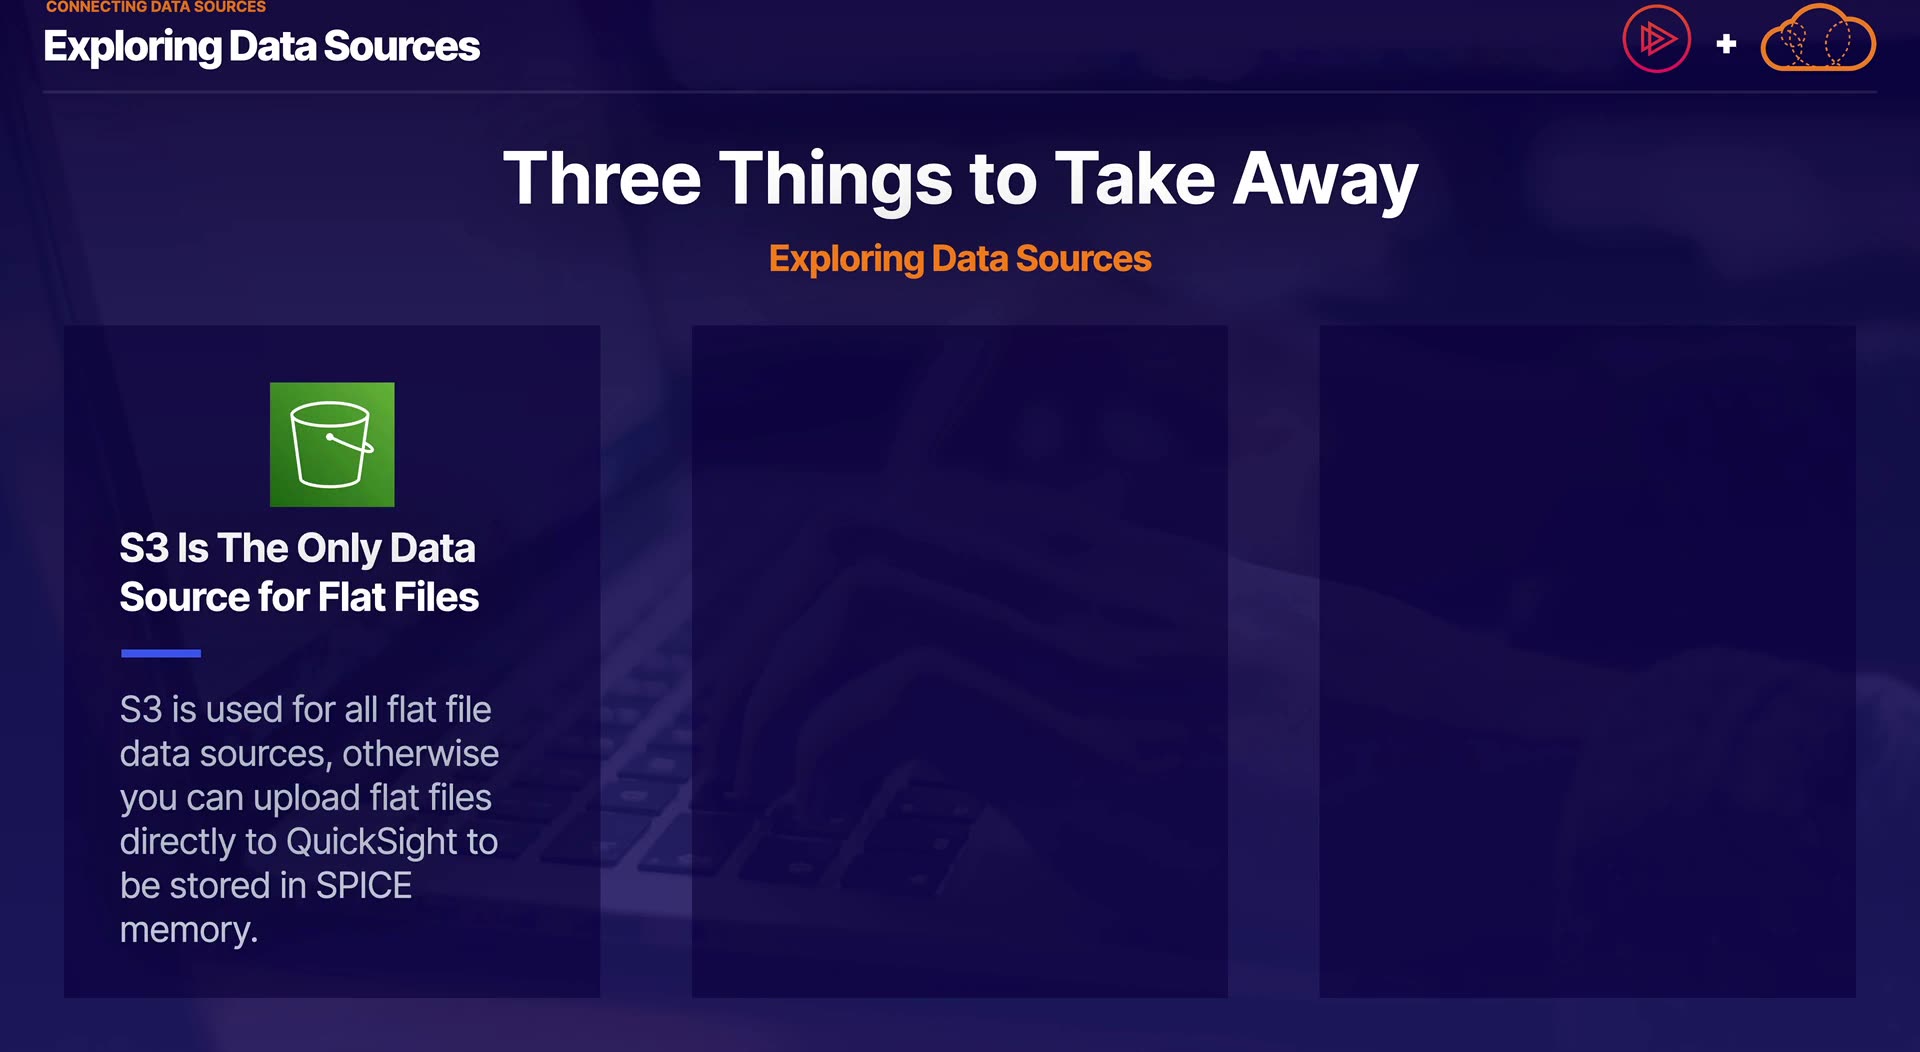 CONNECTING DATA SOURCES
Exploring Data Sources
Three Things to Take Away
Exploring Data Sources
S3 Is The Only Data
Source for Flat Files
S3 is used for all flat file
data sources, otherwise
you can upload flat files
directly to QuickSight to
be stored in SPICE
memory.